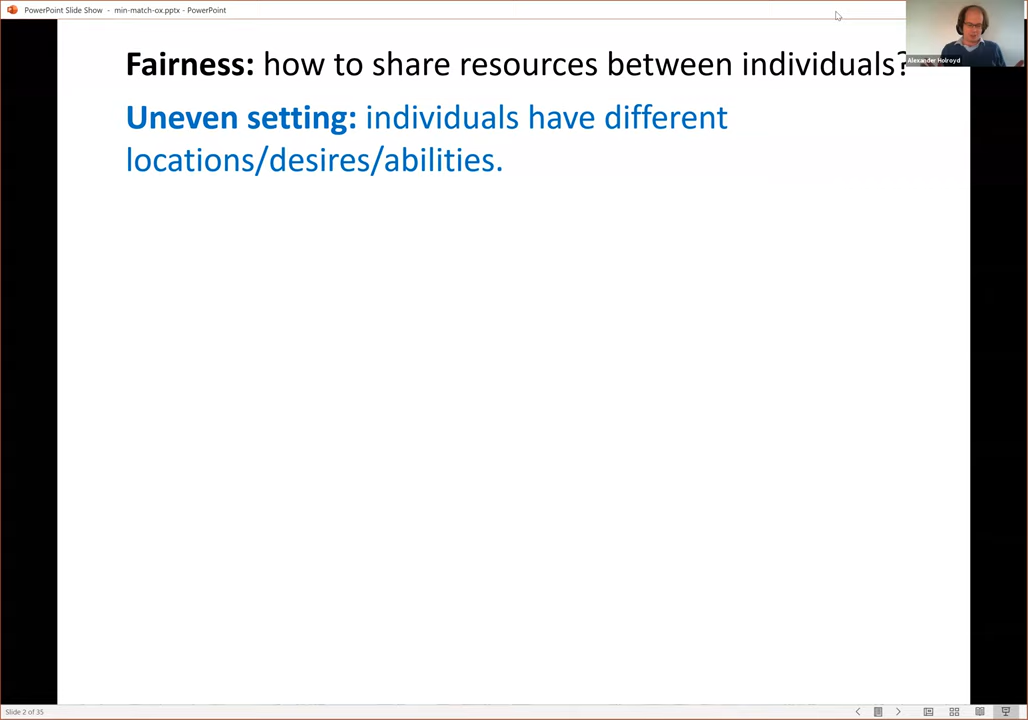 PowerPoint Slide Show - min-match-ox.pptx - PowerPoint
Alexander Holroyd
Fairness: how to share resources between individuals?
Uneven setting: individuals have different
locations/desires/abilities.
Slide 2 of 35